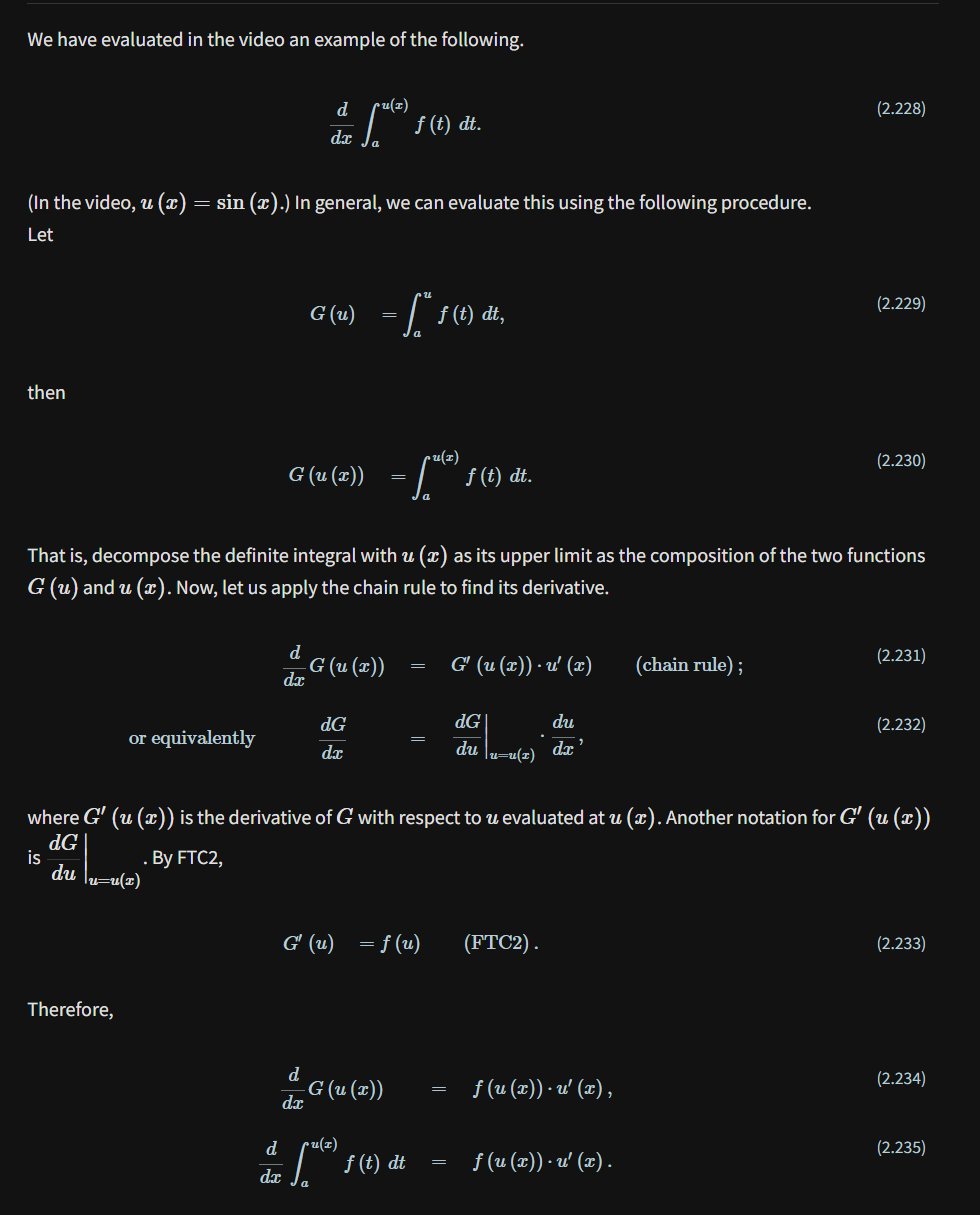 We have evaluated in the video an example of the following.
d/dx ∫_a^{u(x)} f (t) dt. (2.228)
(In the video, u (x) = sin (x).) In general, we can evaluate this using the following procedure.
Let
G (u) = ∫_a^u f (t) dt, (2.229)
then
G (u (x)) = ∫_a^{u(x)} f (t) dt. (2.230)
That is, decompose the definite integral with u (x) as its upper limit as the composition of the two functions
G (u) and u (x). Now, let us apply the chain rule to find its derivative.
d/dx G (u (x)) = G′ (u (x)) · u′ (x) (chain rule) ; (2.231)
or equivalently dG/dx = dG/du |_{u=u(x)} · du/dx, (2.232)
where G′ (u (x)) is the derivative of G with respect to u evaluated at u (x). Another notation for G′ (u (x))
is dG/du |_{u=u(x)}. By FTC2,
G′ (u) = f (u) (FTC2) . (2.233)
Therefore,
d/dx G (u (x)) = f (u (x)) · u′ (x) , (2.234)
d/dx ∫_a^{u(x)} f (t) dt = f (u (x)) · u′ (x) . (2.235)